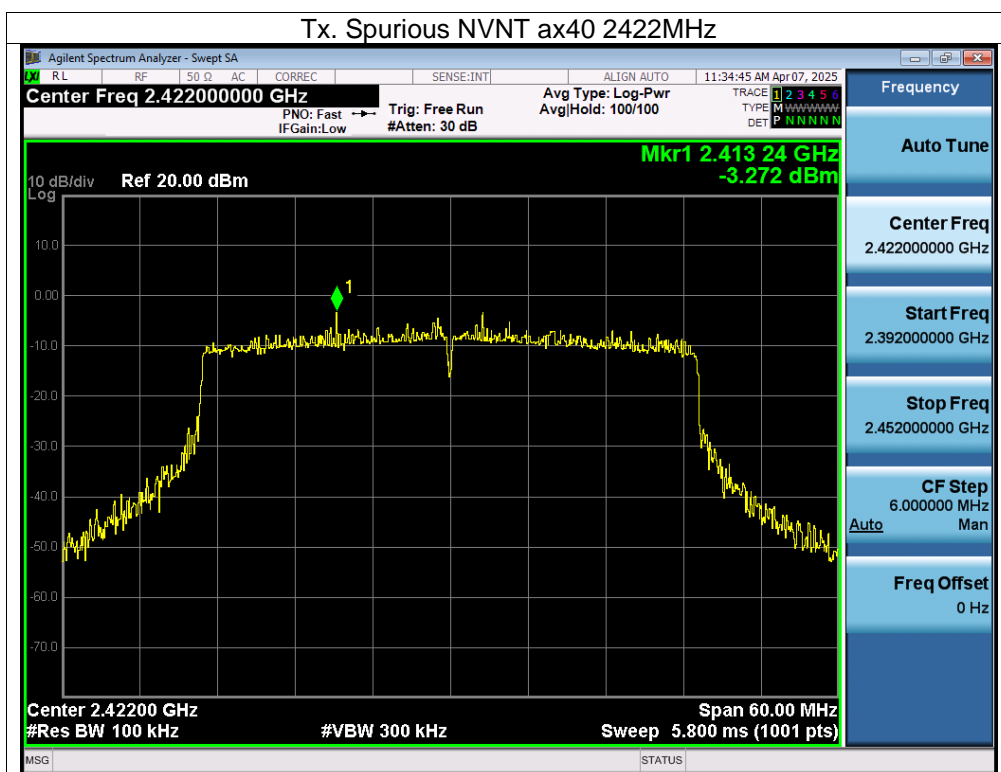 Tx. Spurious NVNT ax40 2422MHz
Agilent Spectrum Analyzer - Swept SA
LXI RL RF 50 Ω AC CORREC SENSE:INT ALIGN AUTO 11:34:45 AM Apr 07, 2025
Center Freq 2.422000000 GHz
PNO: Fast
IFGain:Low
Trig: Free Run
#Atten: 30 dB
Avg Type: Log-Pwr
Avg|Hold: 100/100
TRACE 1 2 3 4 5 6
TYPE M WWWWW
DET P N N N N N
Mkr1 2.413 24 GHz
-3.272 dBm
10 dB/div Ref 20.00 dBm
Log
10.0
0.00
-10.0
-20.0
-30.0
-40.0
-50.0
-60.0
-70.0
1
Center 2.42200 GHz Span 60.00 MHz
#Res BW 100 kHz #VBW 300 kHz Sweep 5.800 ms (1001 pts)
MSG STATUS
Frequency
Auto Tune
Center Freq
2.422000000 GHz
Start Freq
2.392000000 GHz
Stop Freq
2.452000000 GHz
CF Step
6.000000 MHz
Auto Man
Freq Offset
0 Hz